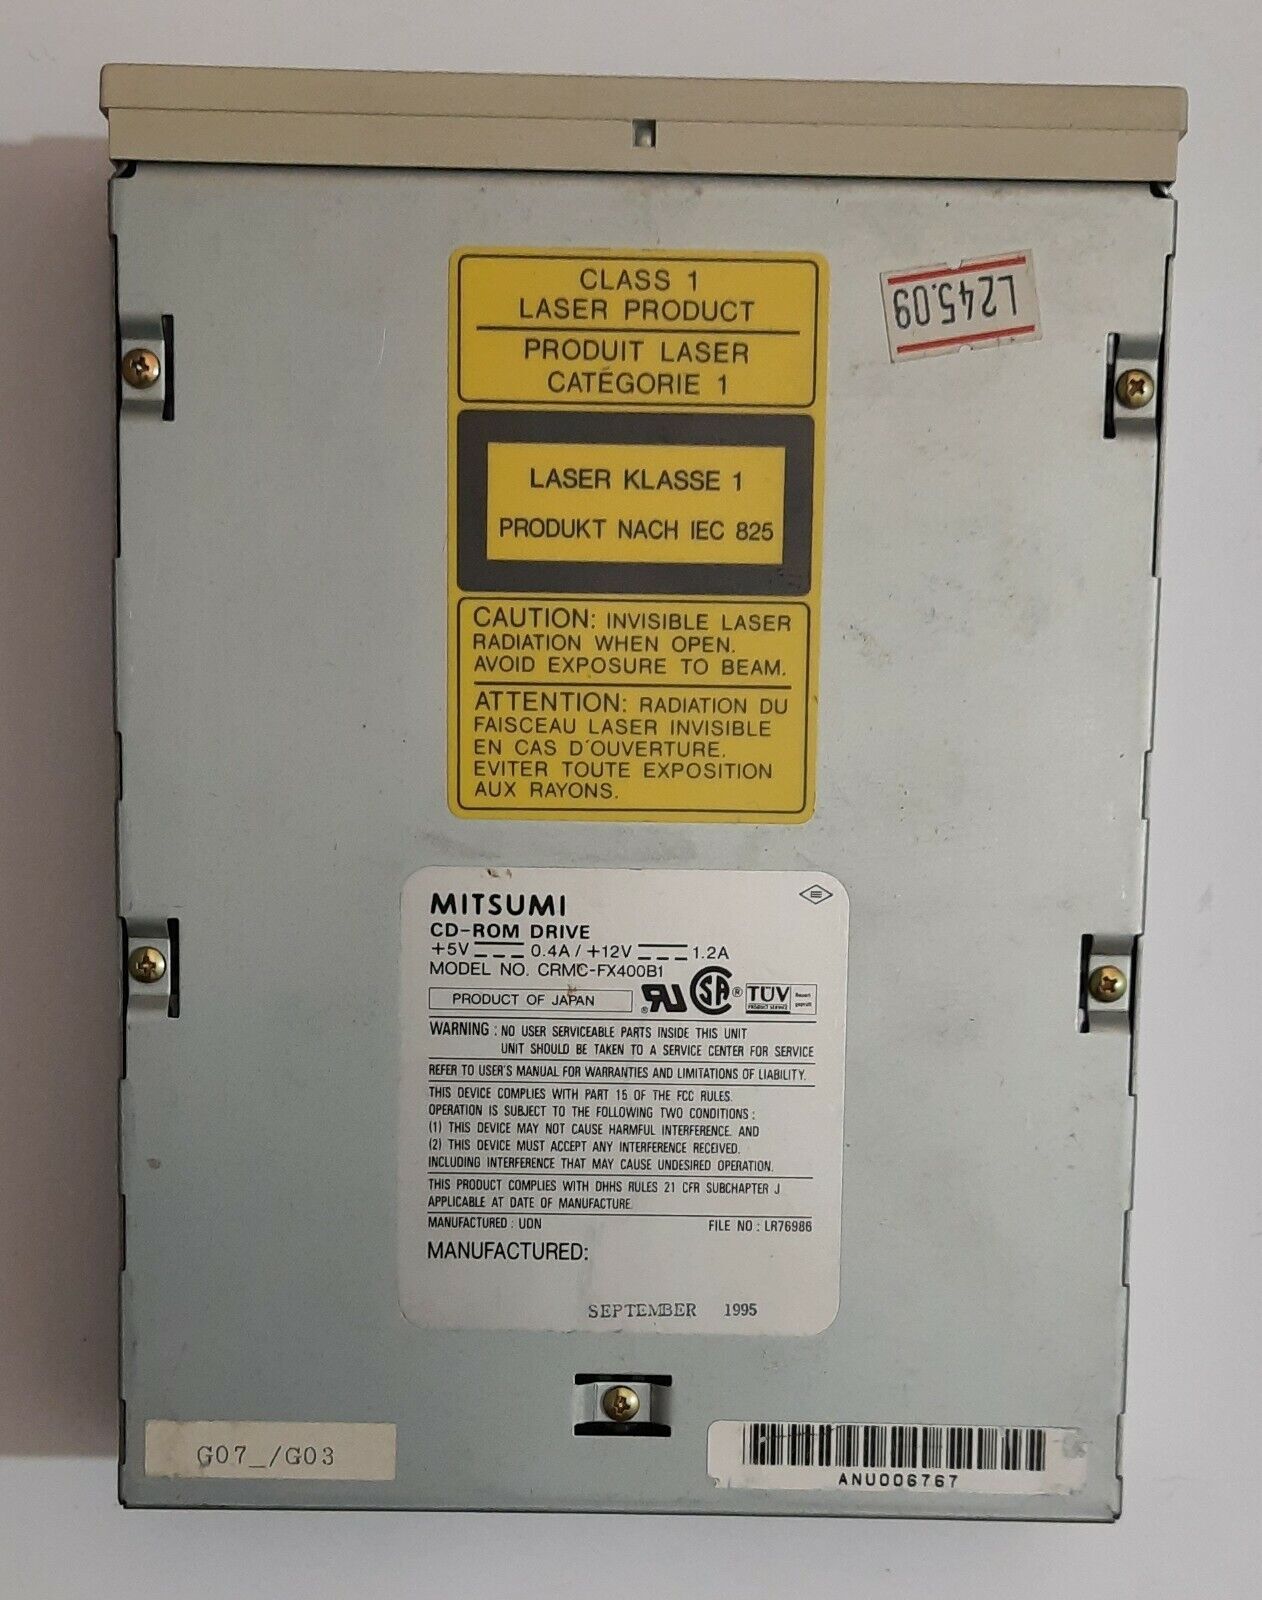 CLASS 1
LASER PRODUCT
PRODUIT LASER
CATÉGORIE 1
L245.09
LASER KLASSE 1
PRODUKT NACH IEC 825
CAUTION: INVISIBLE LASER
RADIATION WHEN OPEN.
AVOID EXPOSURE TO BEAM.
ATTENTION: RADIATION DU
FAISCEAU LASER INVISIBLE
EN CAS D'OUVERTURE.
EVITER TOUTE EXPOSITION
AUX RAYONS.
MITSUMI
CD-ROM DRIVE
+5V 0.4A / +12V 1.2A
MODEL NO. CRMC-FX400B1
PRODUCT OF JAPAN
SA ® TÜV PRODUCT SERVICE
WARNING : NO USER SERVICEABLE PARTS INSIDE THIS UNIT
UNIT SHOULD BE TAKEN TO A SERVICE CENTER FOR SERVICE
REFER TO USER'S MANUAL FOR WARRANTIES AND LIMITATIONS OF LIABILITY.
THIS DEVICE COMPLIES WITH PART 15 OF THE FCC RULES.
OPERATION IS SUBJECT TO THE FOLLOWING TWO CONDITIONS :
(1) THIS DEVICE MAY NOT CAUSE HARMFUL INTERFERENCE. AND
(2) THIS DEVICE MUST ACCEPT ANY INTERFERENCE RECEIVED.
INCLUDING INTERFERENCE THAT MAY CAUSE UNDESIRED OPERATION.
THIS PRODUCT COMPLIES WITH DHHS RULES 21 CFR SUBCHAPTER J
APPLICABLE AT DATE OF MANUFACTURE.
MANUFACTURED : UDN FILE NO : LR76986
MANUFACTURED:
SEPTEMBER 1995
G07_/G03
ANU006767